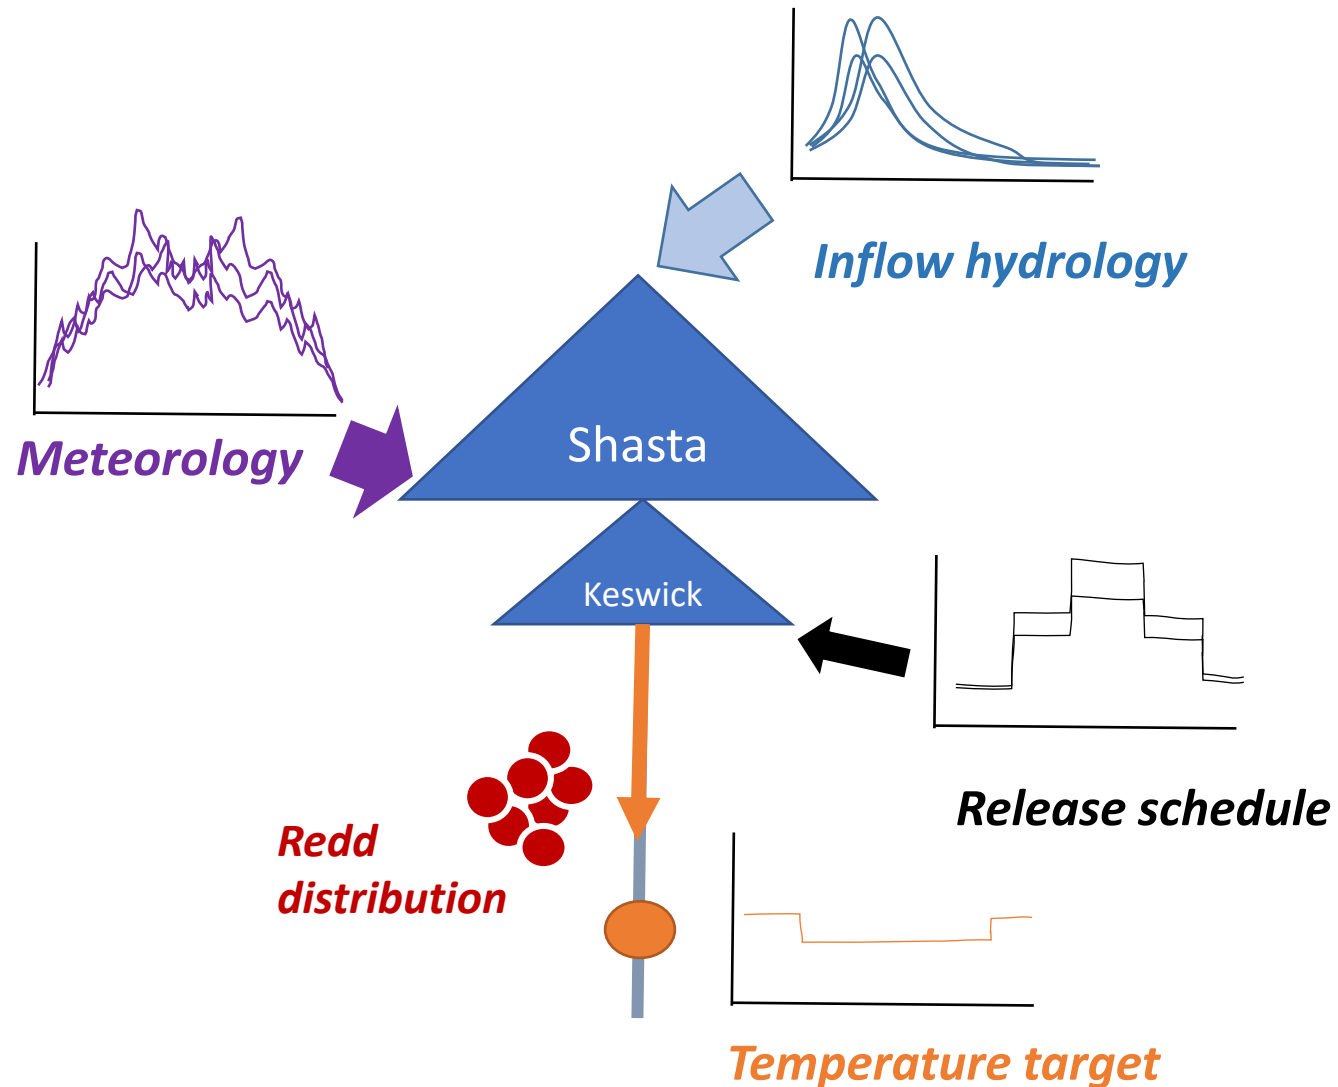 Inflow hydrology
Meteorology
Shasta
Keswick
Release schedule
Redd
distribution
Temperature target